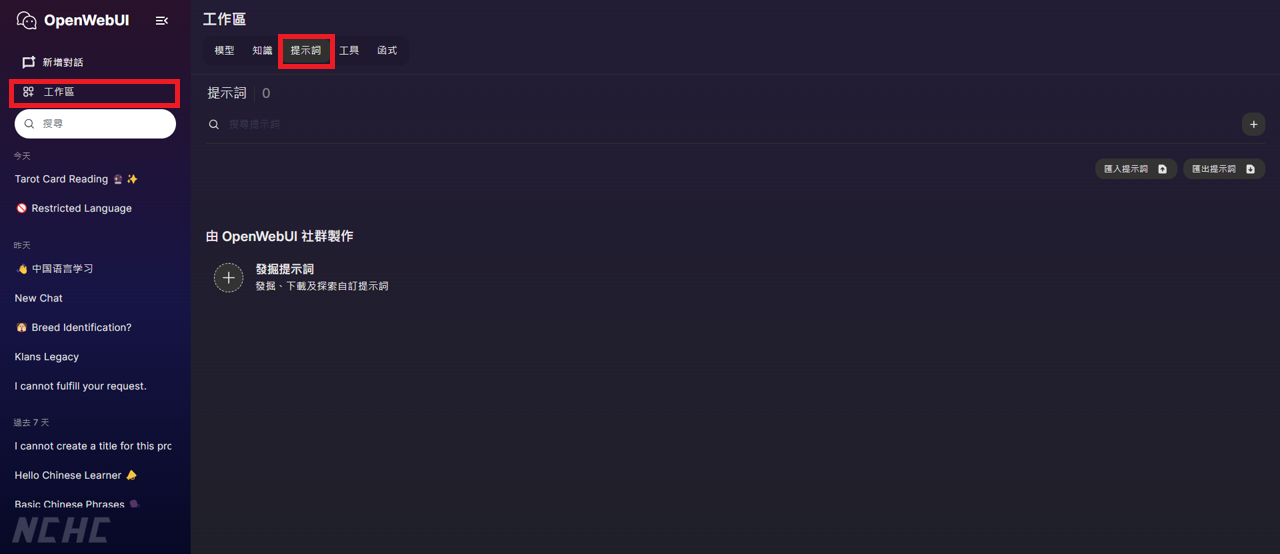 OpenWebUI
新增對話
工作區
搜尋
今天
Tarot Card Reading 🔮 ✨
🚫 Restricted Language
昨天
👋 中国语言学习
New Chat
🐶 Breed Identification?
Klans Legacy
I cannot fulfill your request.
過去 7 天
I cannot create a title for this pro
Hello Chinese Learner 📣
Basic Chinese Phrases 🗣️
NCHC
工作區
模型 知識 提示詞 工具 函式
提示詞 0
搜尋提示詞
匯入提示詞 匯出提示詞
由 OpenWebUI 社群製作
發掘提示詞
發掘、下載及探索自訂提示詞